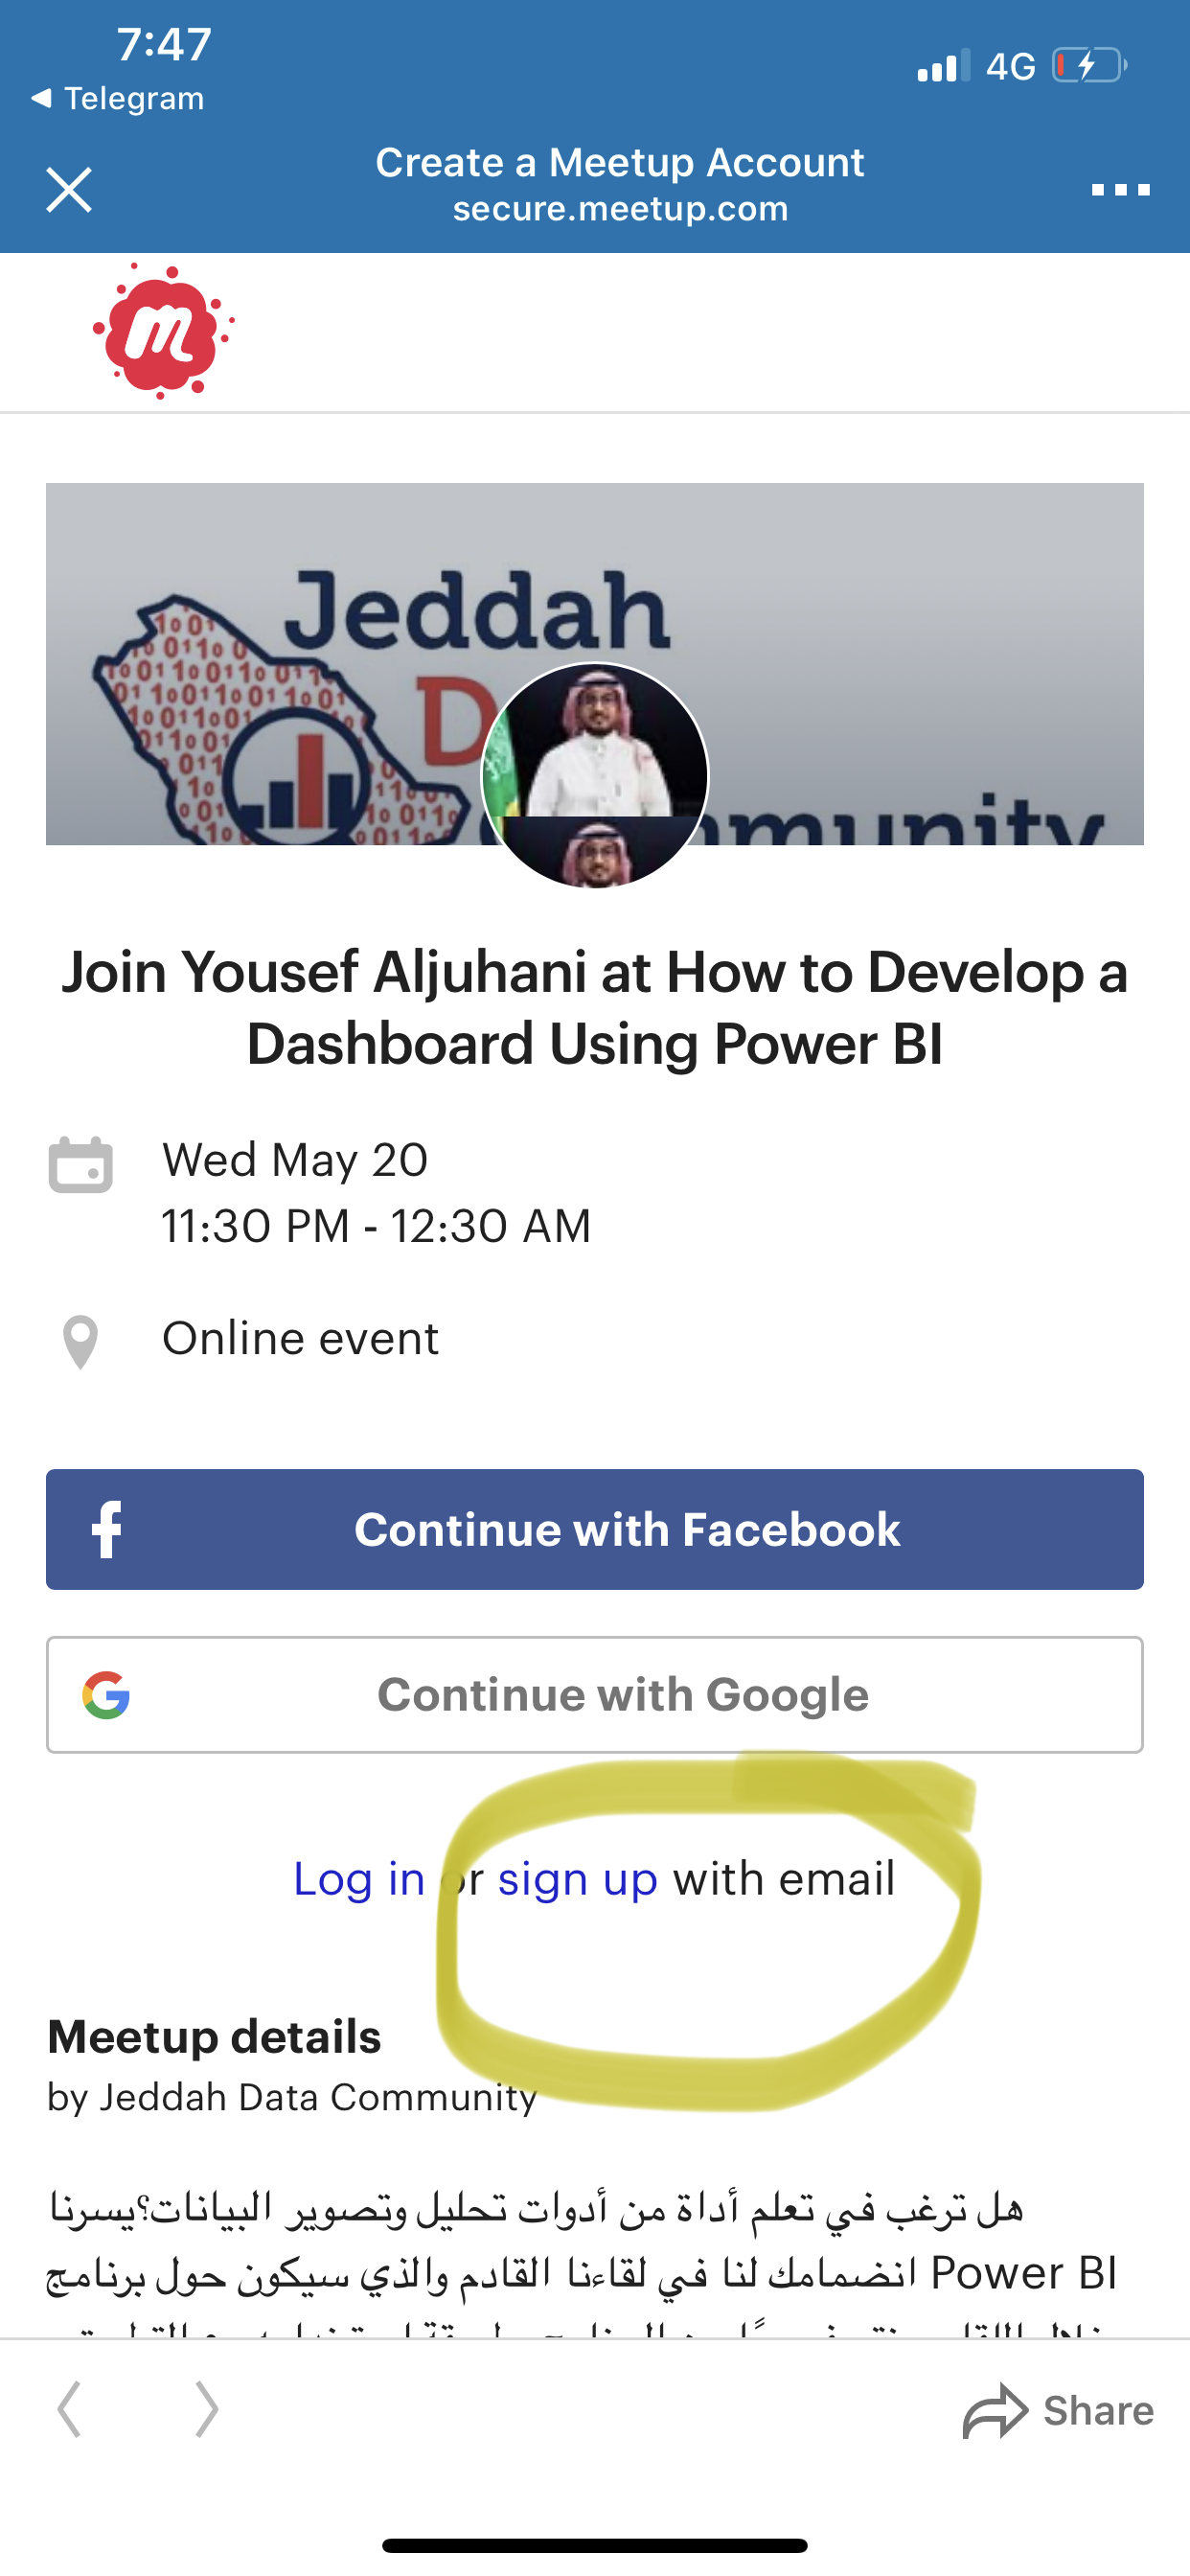 7:47
4G
Telegram
Create a Meetup Account
secure.meetup.com
m
Jeddah
D
mmunity
Join Yousef Aljuhani at How to Develop a
Dashboard Using Power BI
Wed May 20
11:30 PM - 12:30 AM
Online event
f Continue with Facebook
G Continue with Google
Log in or sign up with email
Meetup details
by Jeddah Data Community
هل ترغب في تعلم أداة من أدوات تحليل وتصوير البيانات؟يسرنا
انضمامك لنا في لقاءنا القادم والذي سيكون حول برنامج Power BI
Share